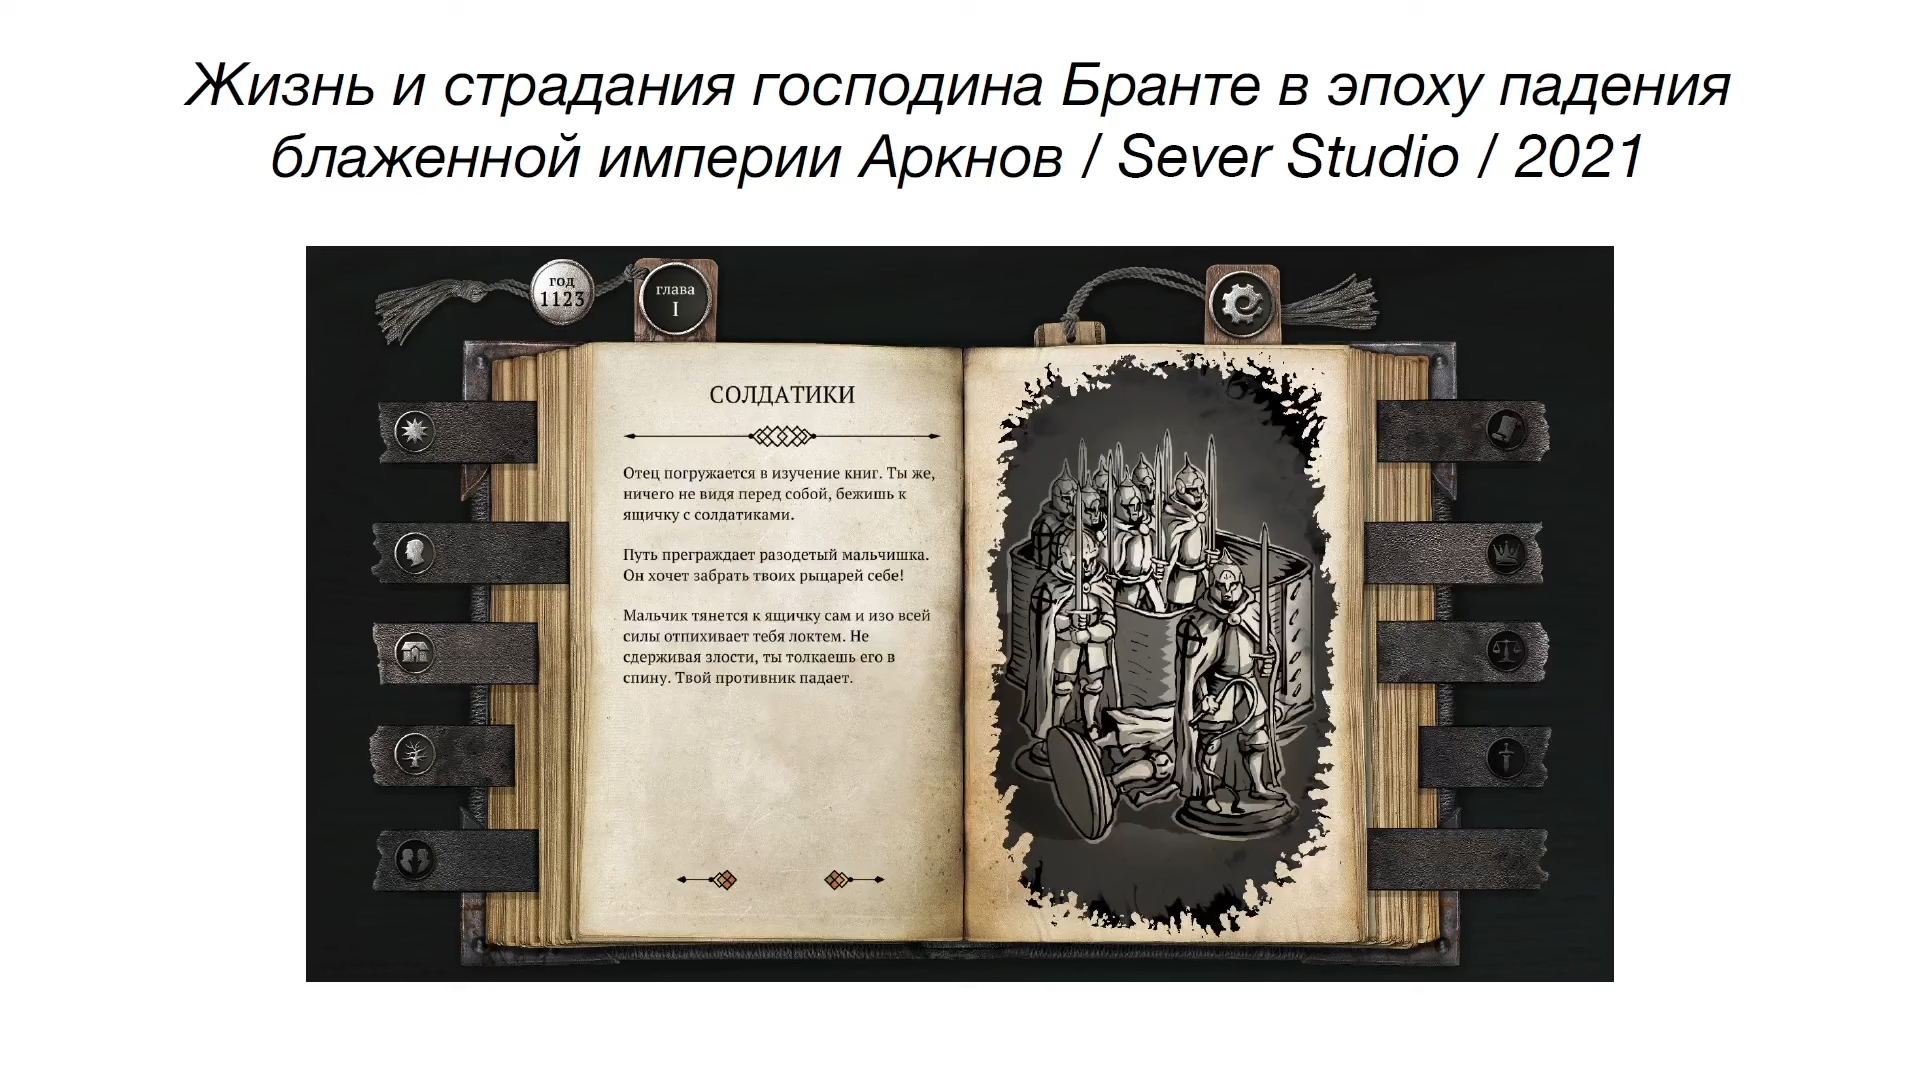 Жизнь и страдания господина Бранте в эпоху падения
блаженной империи Аркнов / Sever Studio / 2021
год
1123
глава
I
СОЛДАТИКИ
Отец погружается в изучение книг. Ты же,
ничего не видя перед собой, бежишь к
ящичку с солдатиками.
Путь преграждает разодетый мальчишка.
Он хочет забрать твоих рыцарей себе!
Мальчик тянется к ящичку сам и изо всей
силы отпихивает тебя локтем. Не
сдерживая злости, ты толкаешь его в
спину. Твой противник падает.